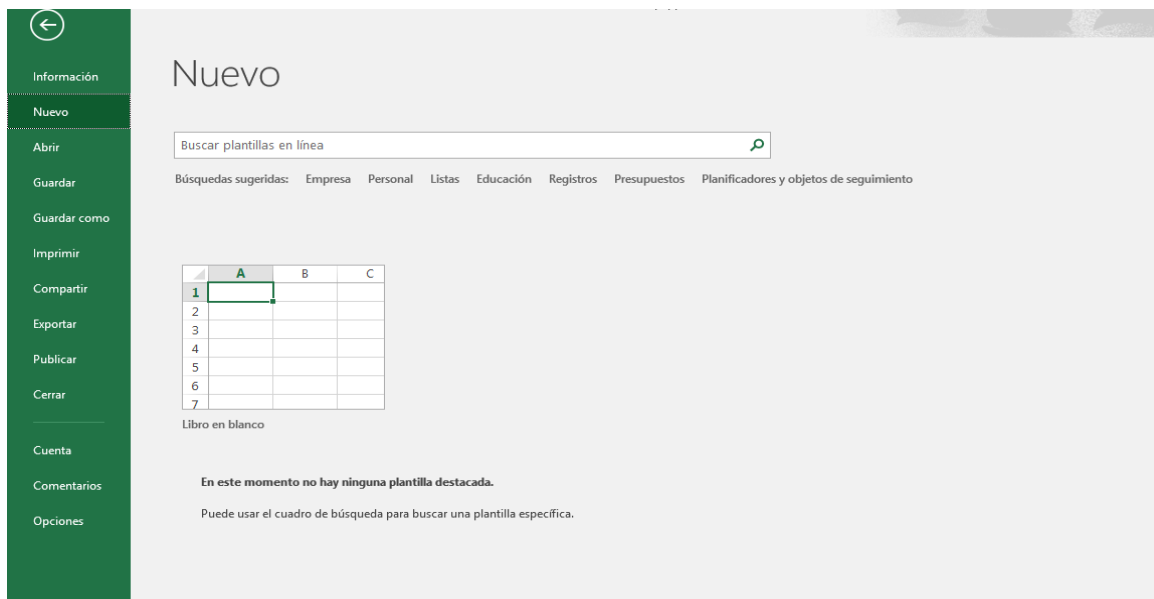 Información
Nuevo
Abrir
Guardar
Guardar como
Imprimir
Compartir
Exportar
Publicar
Cerrar
Cuenta
Comentarios
Opciones
Nuevo
Buscar plantillas en línea
Búsquedas sugeridas: Empresa Personal Listas Educación Registros Presupuestos Planificadores y objetos de seguimiento
A B C
1
2
3
4
5
6
7
Libro en blanco
En este momento no hay ninguna plantilla destacada.
Puede usar el cuadro de búsqueda para buscar una plantilla específica.